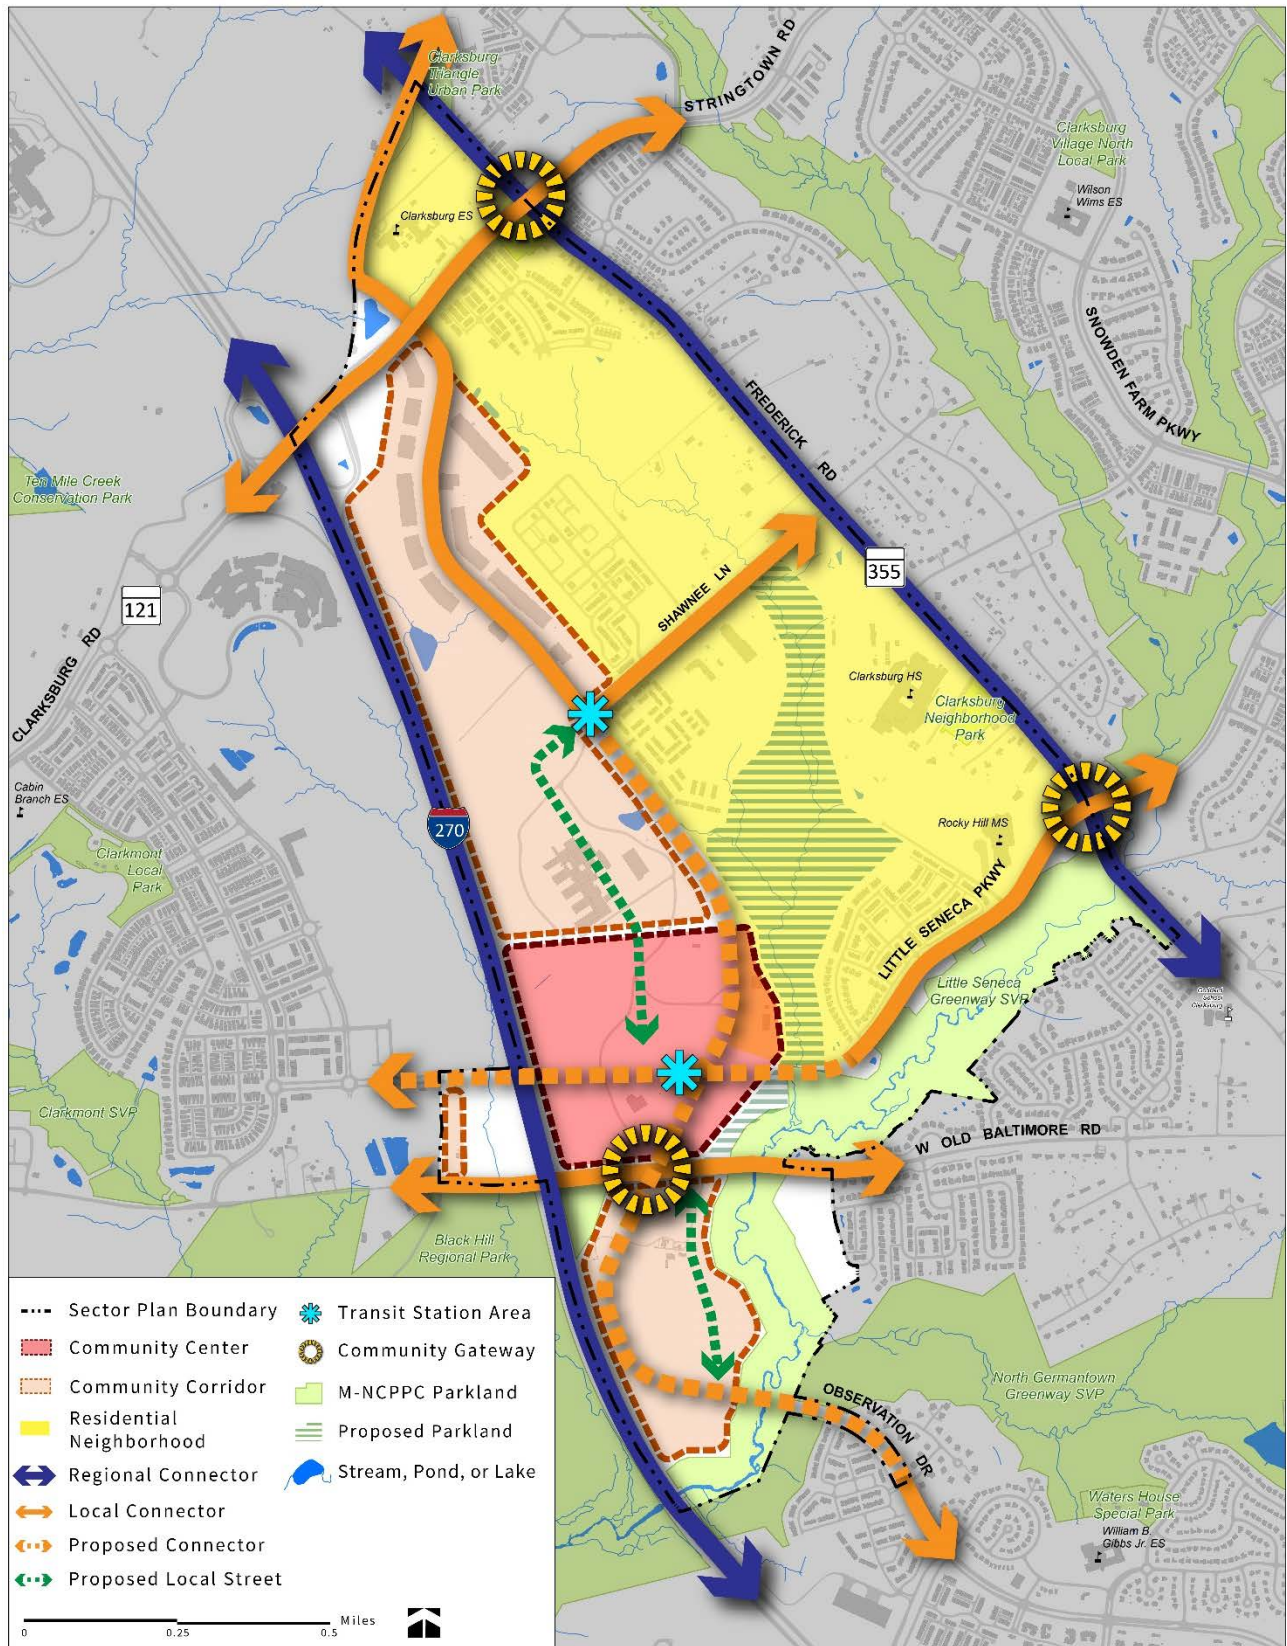 Clarksburg
Triangle
Urban Park
STRINGTOWN RD
Clarksburg
Village North
Local Park
Wilson
Wims ES
Clarksburg ES
SNOWDEN FARM PKWY
FREDERICK RD
Ten Mile Creek
Conservation Park
355
121
SHAWNEE LN
CLARKSBURG RD
Clarksburg HS
Clarksburg
Neighborhood
Park
Cabin
Branch ES
270
Rocky Hill MS
Clarkmont
Local
Park
LITTLE SENECA PKWY
Little Seneca
Greenway SVP
School
Clarksburg
Clarkmont SVP
W OLD BALTIMORE RD
Black Hill
Regional Park
North Germantown
Greenway SVP
OBSERVATION DR
Waters House
Special Park
William B.
Gibbs Jr. ES
Sector Plan Boundary
Community Center
Community Corridor
Residential
Neighborhood
Regional Connector
Local Connector
Proposed Connector
Proposed Local Street
Transit Station Area
Community Gateway
M-NCPPC Parkland
Proposed Parkland
Stream, Pond, or Lake
Miles
0 0.25 0.5